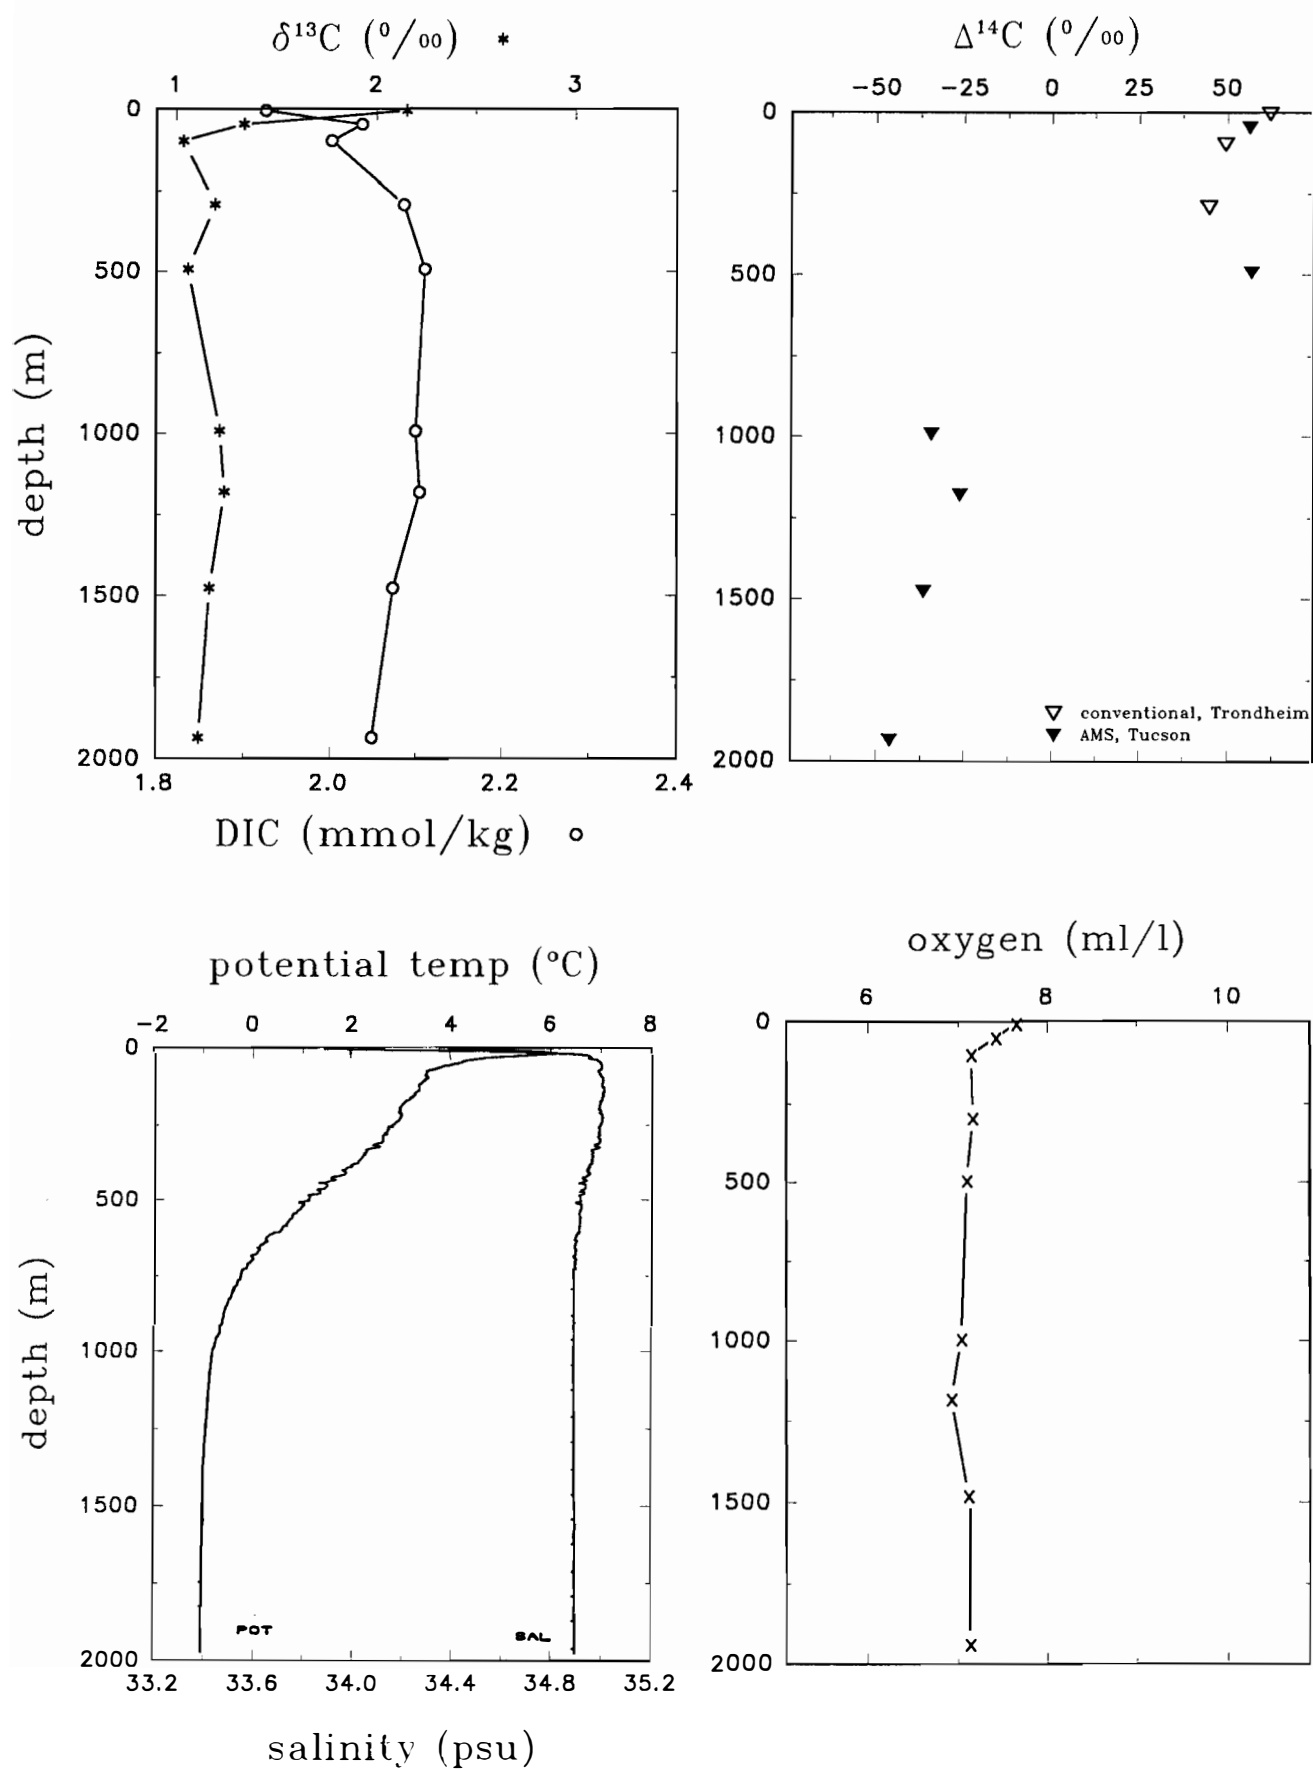 δ¹³C (⁰/₀₀) *
1 2 3
0
500
1000
1500
2000
depth (m)
1.8 2.0 2.2 2.4
DIC (mmol/kg) o
Δ¹⁴C (⁰/₀₀)
-50 -25 0 25 50
0
500
1000
1500
2000
▽ conventional, Trondheim
▼ AMS, Tucson
potential temp (°C)
-2 0 2 4 6 8
0
500
1000
1500
2000
depth (m)
POT SAL
33.2 33.6 34.0 34.4 34.8 35.2
salinity (psu)
oxygen (ml/l)
6 8 10
0
500
1000
1500
2000